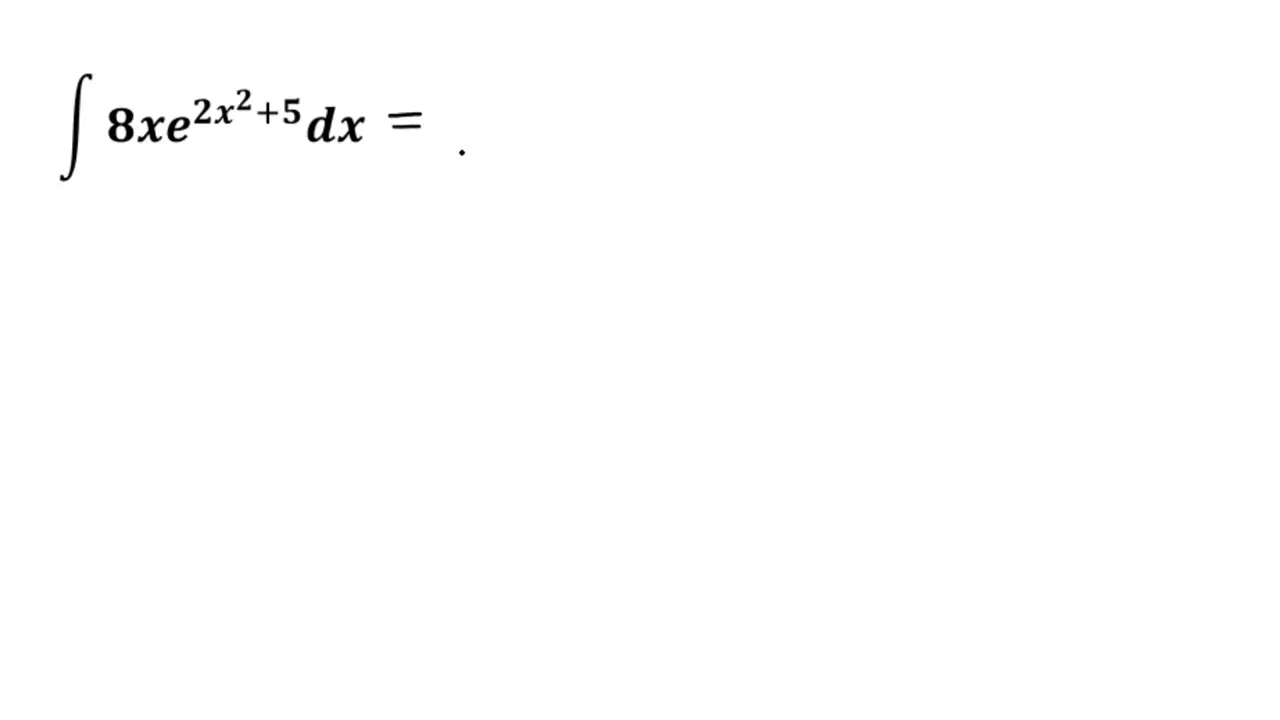 ∫ 8xe^{2x^2+5} dx =